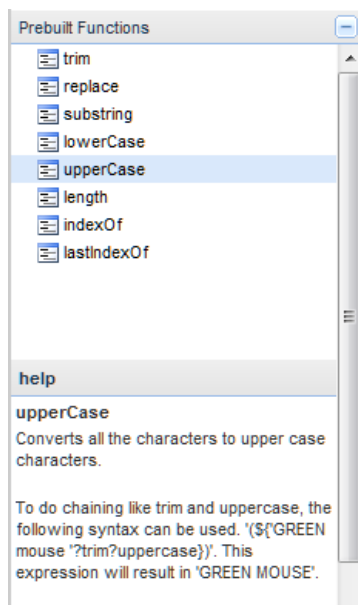 Prebuilt Functions
trim
replace
substring
lowerCase
upperCase
length
indexOf
lastIndexOf
help
upperCase
Converts all the characters to upper case
characters.
To do chaining like trim and uppercase, the
following syntax can be used. '(${'GREEN
mouse '?trim?uppercase})'. This
expression will result in 'GREEN MOUSE'.